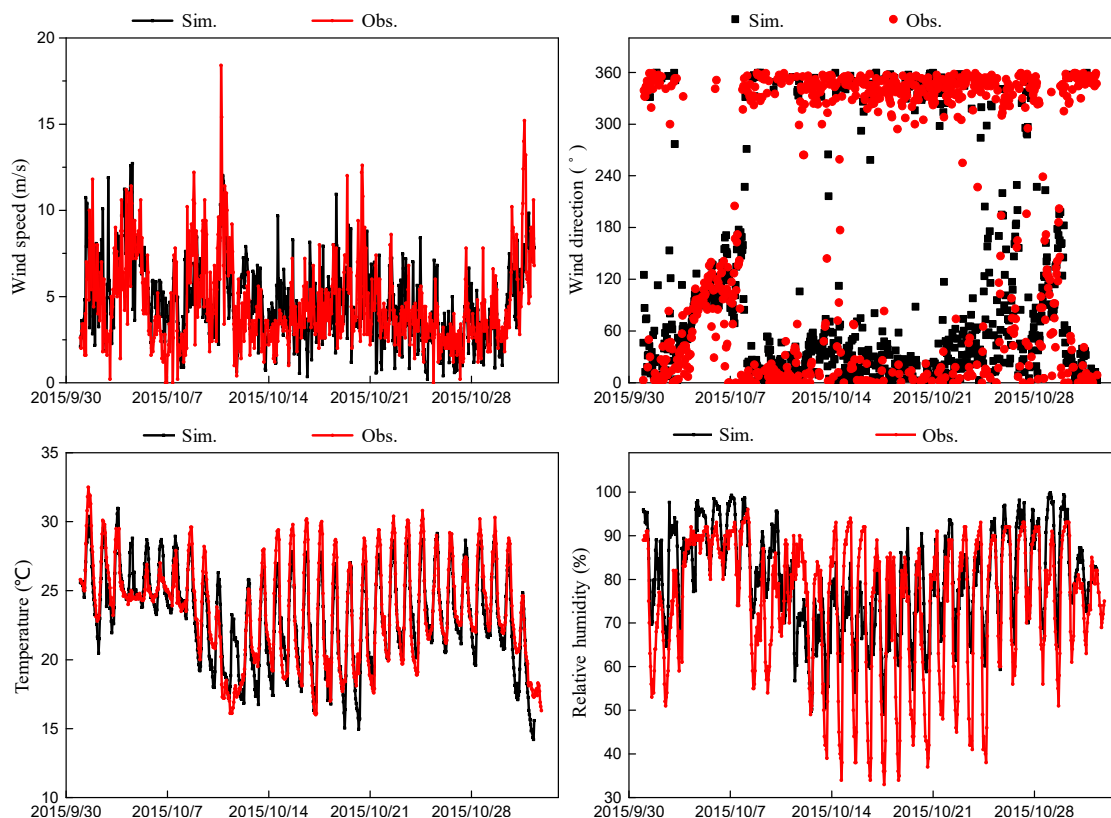 Sim. Obs.
20
15
10
5
0
Wind speed (m/s)
2015/9/30 2015/10/7 2015/10/14 2015/10/21 2015/10/28
Sim. Obs.
360
300
240
180
120
60
0
Wind direction ( ° )
2015/9/30 2015/10/7 2015/10/14 2015/10/21 2015/10/28
Sim. Obs.
35
30
25
20
15
10
Temperature (℃)
2015/9/30 2015/10/7 2015/10/14 2015/10/21 2015/10/28
Sim. Obs.
100
90
80
70
60
50
40
30
Relative humidity (%)
2015/9/30 2015/10/7 2015/10/14 2015/10/21 2015/10/28